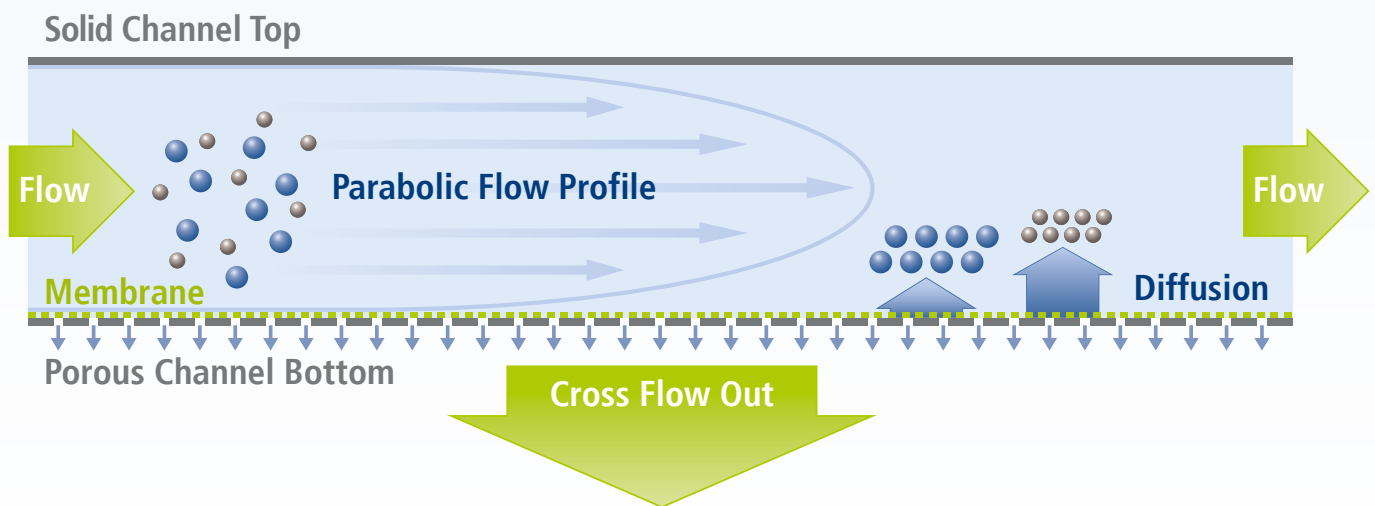 Solid Channel Top
Flow
Parabolic Flow Profile
Flow
Membrane
Diffusion
Porous Channel Bottom
Cross Flow Out